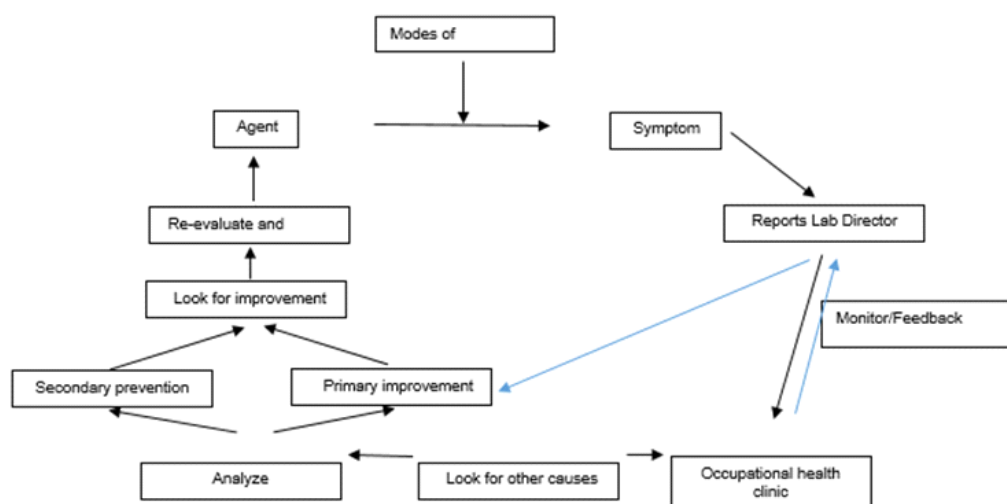 Modes of
Agent
Symptom
Re-evaluate and
Reports Lab Director
Look for improvement
Monitor/Feedback
Secondary prevention
Primary improvement
Analyze
Look for other causes
Occupational health
clinic